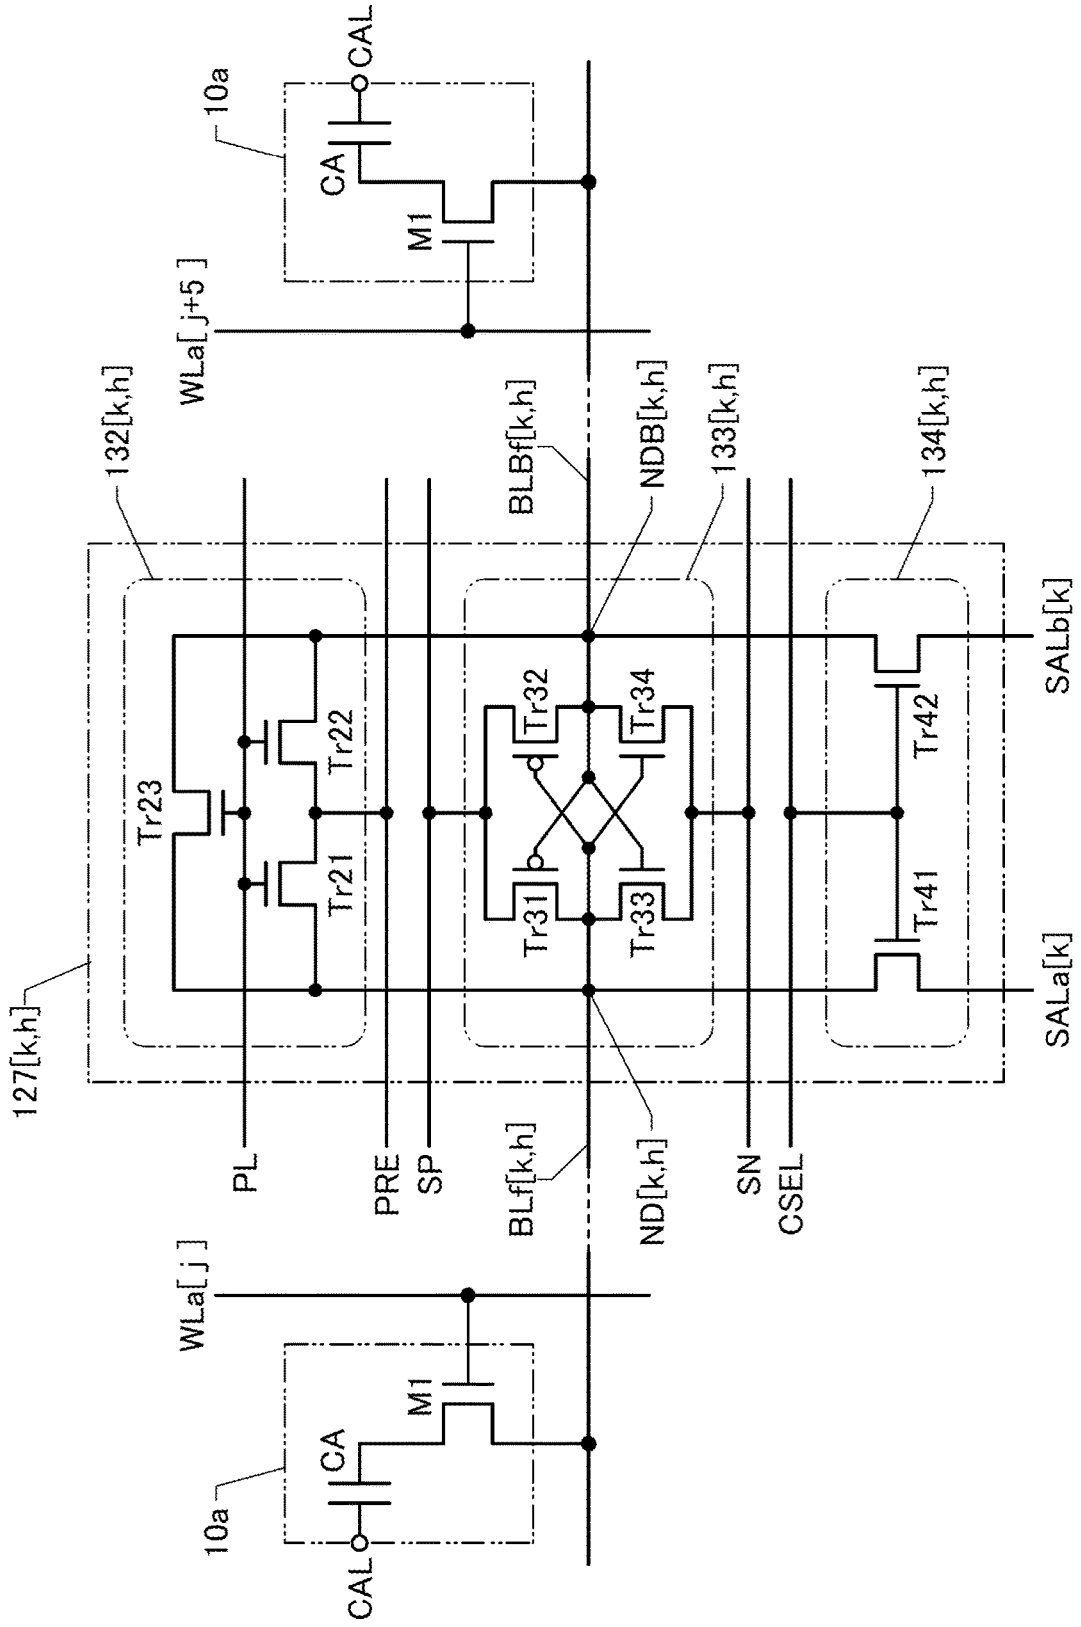 127[k,h]
132[k,h]
10a
WLa[ j ]
WLa[ j+5 ]
10a
Tr23
PL
Tr21
Tr22
CAL
CA
M1
PRE
SP
M1
CA
CAL
BLf[k,h]
Tr31
Tr32
BLBf[k,h]
ND[k,h]
Tr33
Tr34
NDB[k,h]
133[k,h]
SN
CSEL
Tr41
Tr42
134[k,h]
SALa[k]
SALb[k]